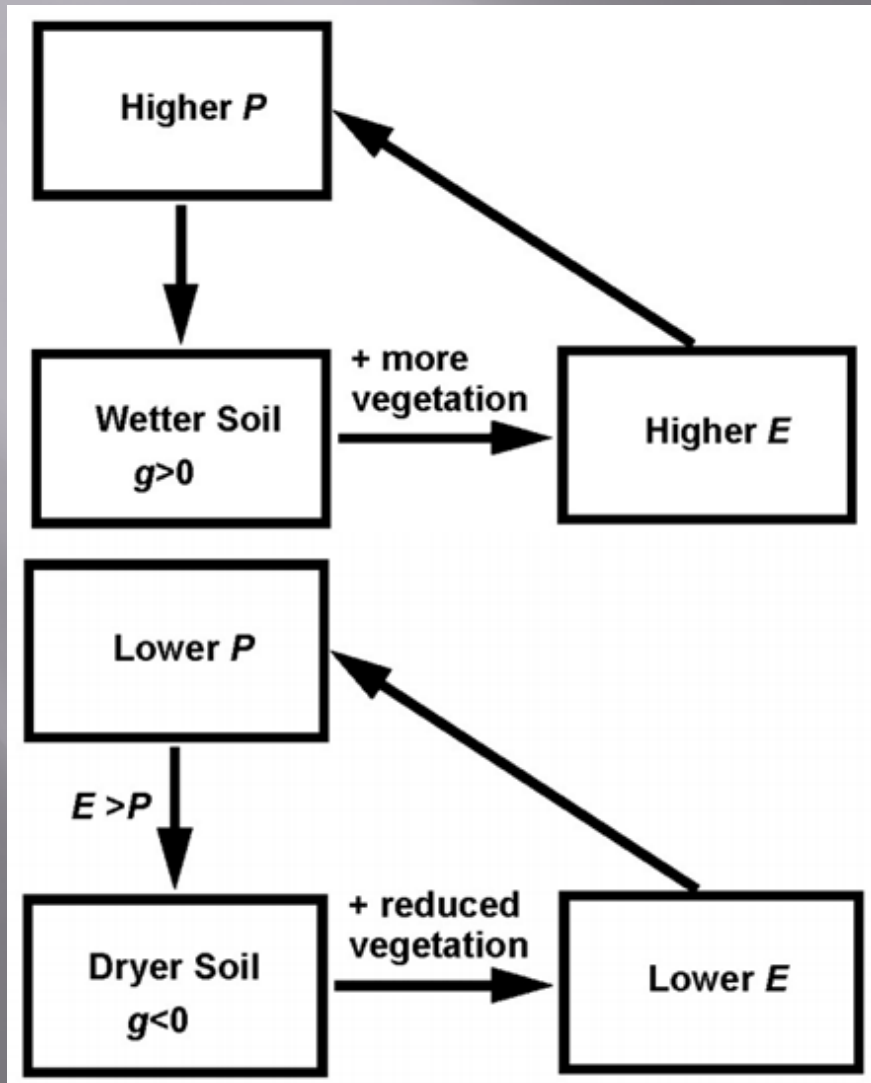 Higher P
Wetter Soil
g>0
+ more
vegetation
Higher E
Lower P
E >P
Dryer Soil
g<0
+ reduced
vegetation
Lower E